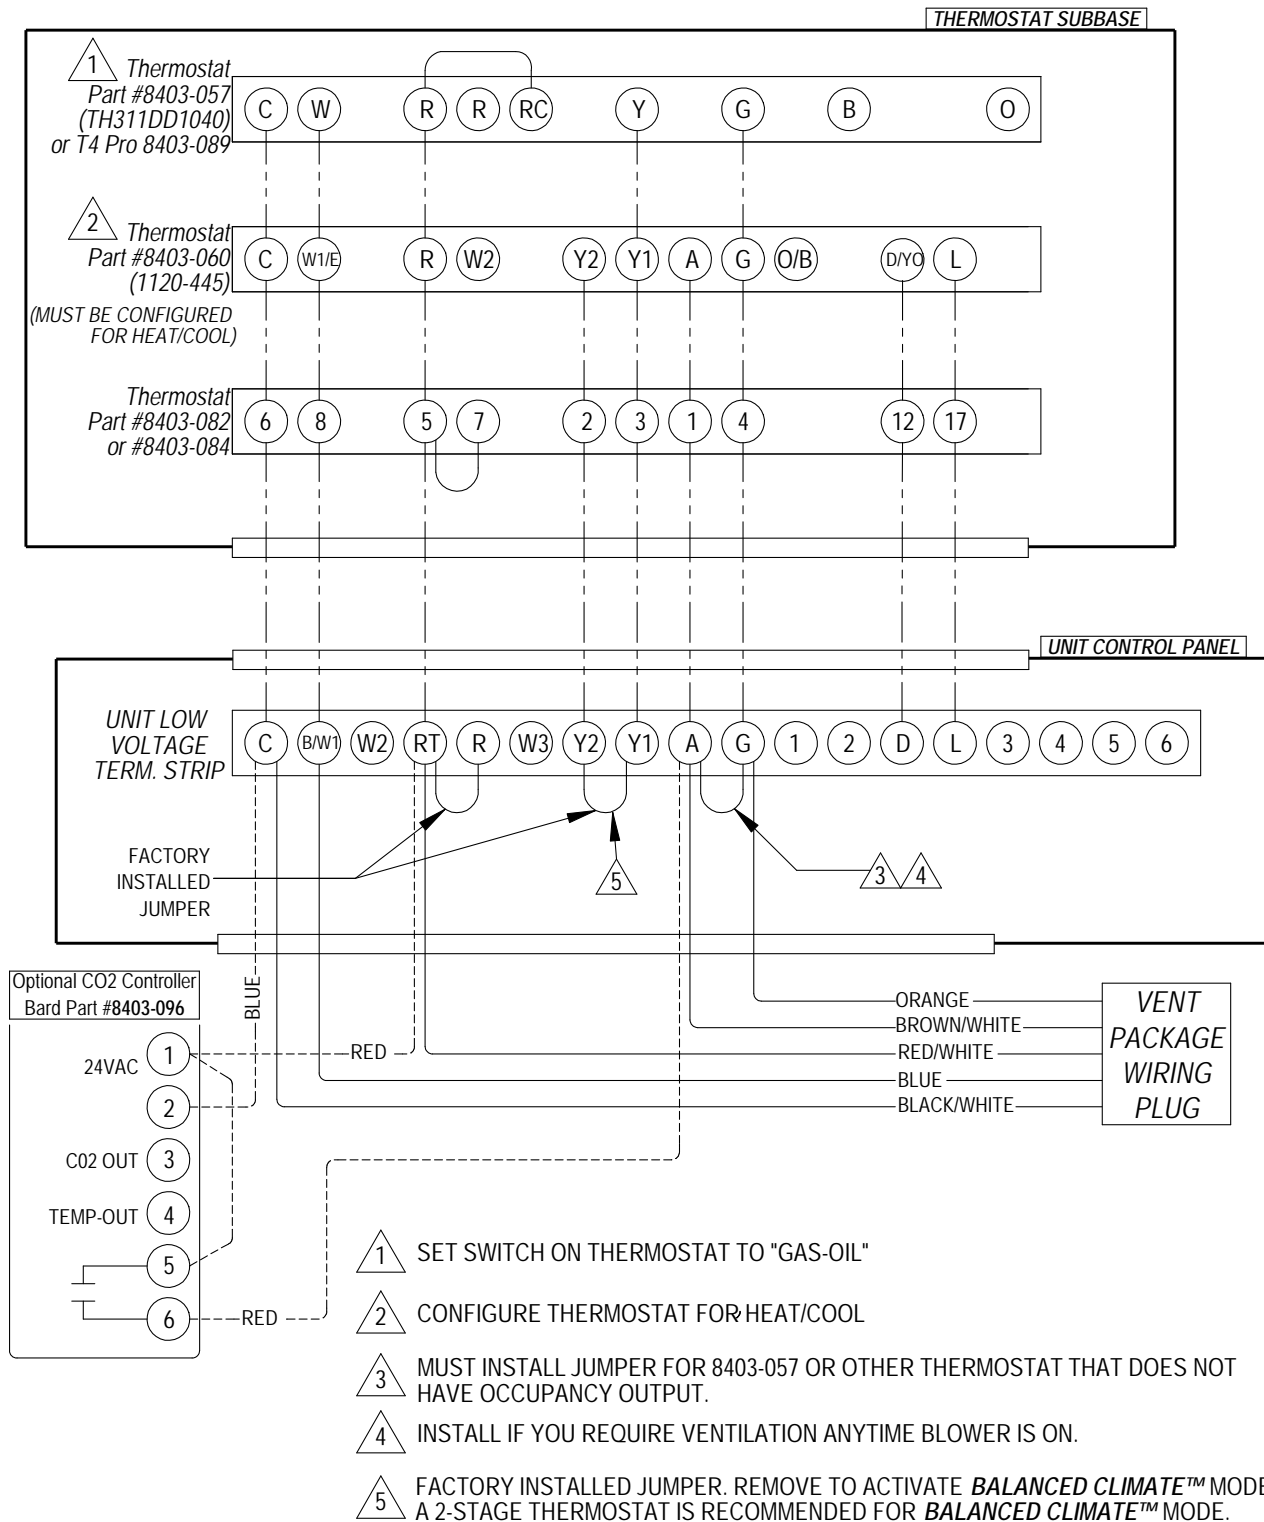 THERMOSTAT SUBBASE
1 Thermostat
Part #8403-057
(TH311DD1040)
or T4 Pro 8403-089
C W R R RC Y G B O
2 Thermostat
Part #8403-060
(1120-445)
(MUST BE CONFIGURED
FOR HEAT/COOL)
C W1/E R W2 Y2 Y1 A G O/B D/YO L
Thermostat
Part #8403-082
or #8403-084
6 8 5 7 2 3 1 4 12 17
UNIT CONTROL PANEL
UNIT LOW
VOLTAGE
TERM. STRIP
C B/W1 W2 RT R W3 Y2 Y1 A G 1 2 D L 3 4 5 6
FACTORY
INSTALLED
JUMPER
5
3 4
Optional CO2 Controller
Bard Part #8403-096
BLUE
24VAC 1
2
C02 OUT 3
TEMP-OUT 4
5
6
RED
RED
ORANGE
BROWN/WHITE
RED/WHITE
BLUE
BLACK/WHITE
VENT
PACKAGE
WIRING
PLUG
1 SET SWITCH ON THERMOSTAT TO "GAS-OIL"
2 CONFIGURE THERMOSTAT FOR HEAT/COOL
3 MUST INSTALL JUMPER FOR 8403-057 OR OTHER THERMOSTAT THAT DOES NOT
HAVE OCCUPANCY OUTPUT.
4 INSTALL IF YOU REQUIRE VENTILATION ANYTIME BLOWER IS ON.
5 FACTORY INSTALLED JUMPER. REMOVE TO ACTIVATE BALANCED CLIMATE™ MODE
A 2-STAGE THERMOSTAT IS RECOMMENDED FOR BALANCED CLIMATE™ MODE.